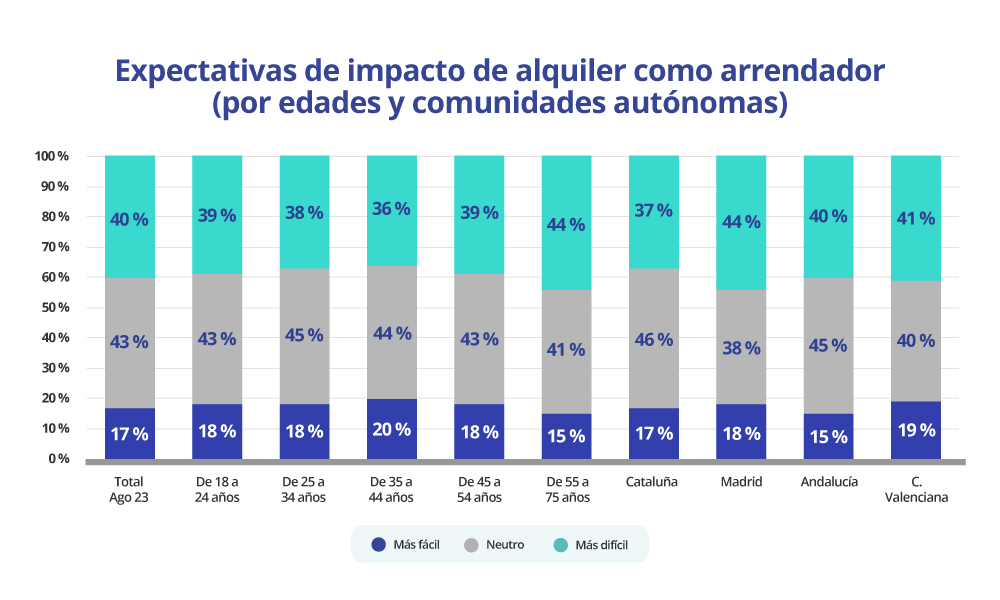 Expectativas de impacto de alquiler como arrendador
(por edades y comunidades autónomas)
100 %
90 %
80 %
70 %
60 %
50 %
40 %
30 %
20 %
10 %
0 %
40 % 39 % 38 % 36 % 39 % 44 % 37 % 44 % 40 % 41 %
43 % 43 % 45 % 44 % 43 % 41 % 46 % 38 % 45 % 40 %
17 % 18 % 18 % 20 % 18 % 15 % 17 % 18 % 15 % 19 %
Total
Ago 23
De 18 a
24 años
De 25 a
34 años
De 35 a
44 años
De 45 a
54 años
De 55 a
75 años
Cataluña
Madrid
Andalucía
C.
Valenciana
Más fácil Neutro Más difícil